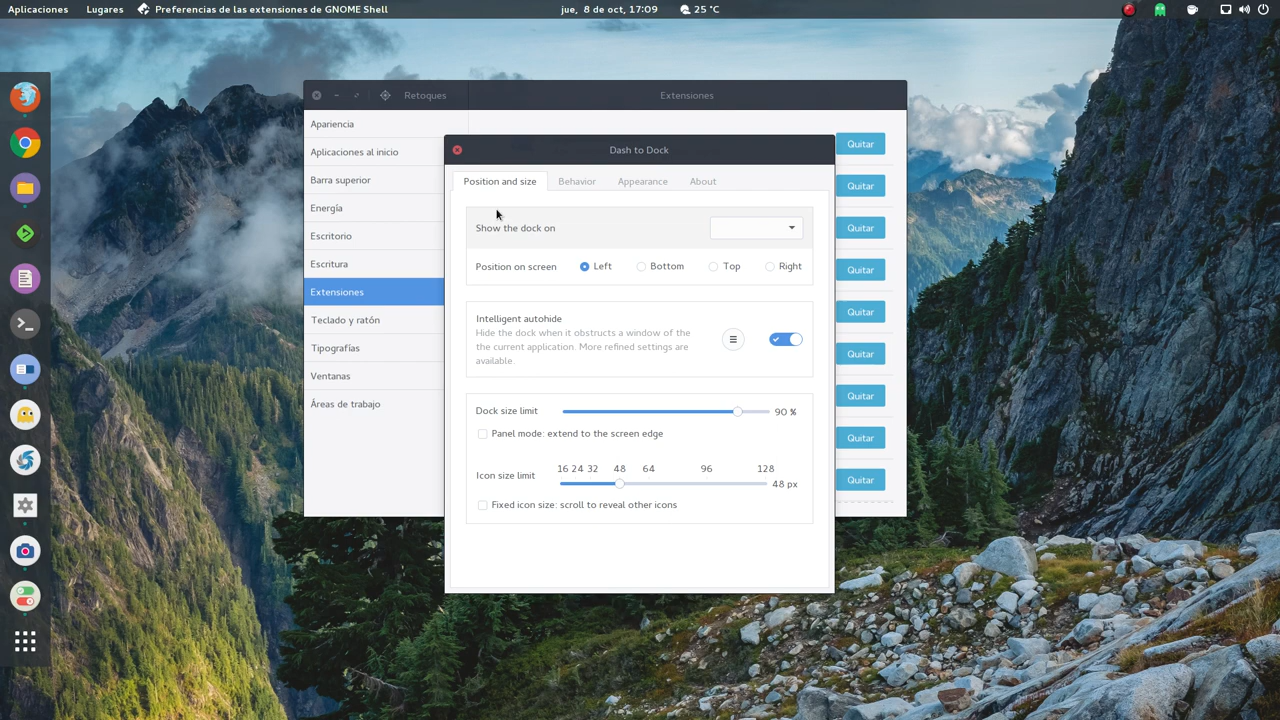 Aplicaciones Lugares Preferencias de las extensiones de GNOME Shell jue, 8 de oct, 17:09 25 °C
Retoques Extensiones
Apariencia
Aplicaciones al inicio
Barra superior
Energía
Escritorio
Escritura
Extensiones
Teclado y ratón
Tipografías
Ventanas
Áreas de trabajo
Quitar
Quitar
Quitar
Quitar
Quitar
Quitar
Quitar
Quitar
Quitar
Dash to Dock
Position and size Behavior Appearance About
Show the dock on
Position on screen Left Bottom Top Right
Intelligent autohide
Hide the dock when it obstructs a window of the
the current application. More refined settings are
available.
Dock size limit 90 %
Panel mode: extend to the screen edge
16 24 32 48 64 96 128
Icon size limit 48 px
Fixed icon size: scroll to reveal other icons